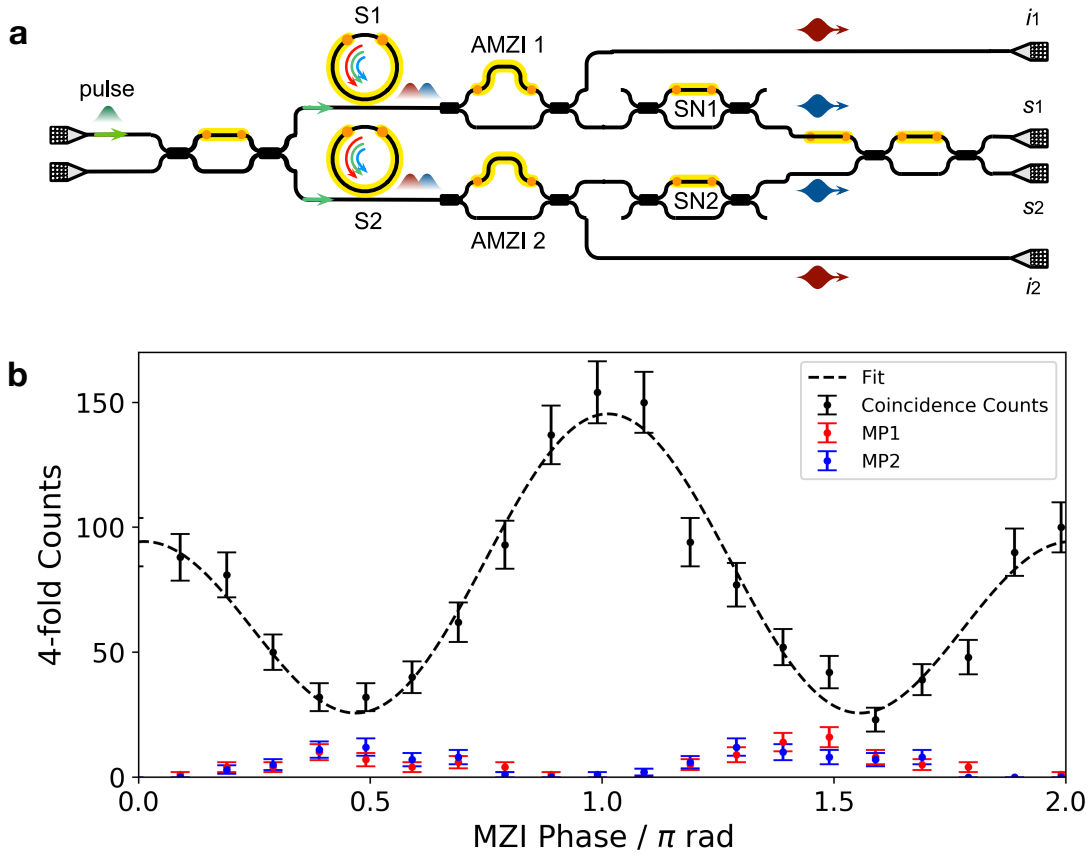 a
pulse
S1
AMZI 1
i1
SN1
s1
S2
AMZI 2
SN2
s2
i2
b
4-fold Counts
150
100
50
0
Fit
Coincidence Counts
MP1
MP2
0.0
0.5
1.0
1.5
2.0
MZI Phase / π rad